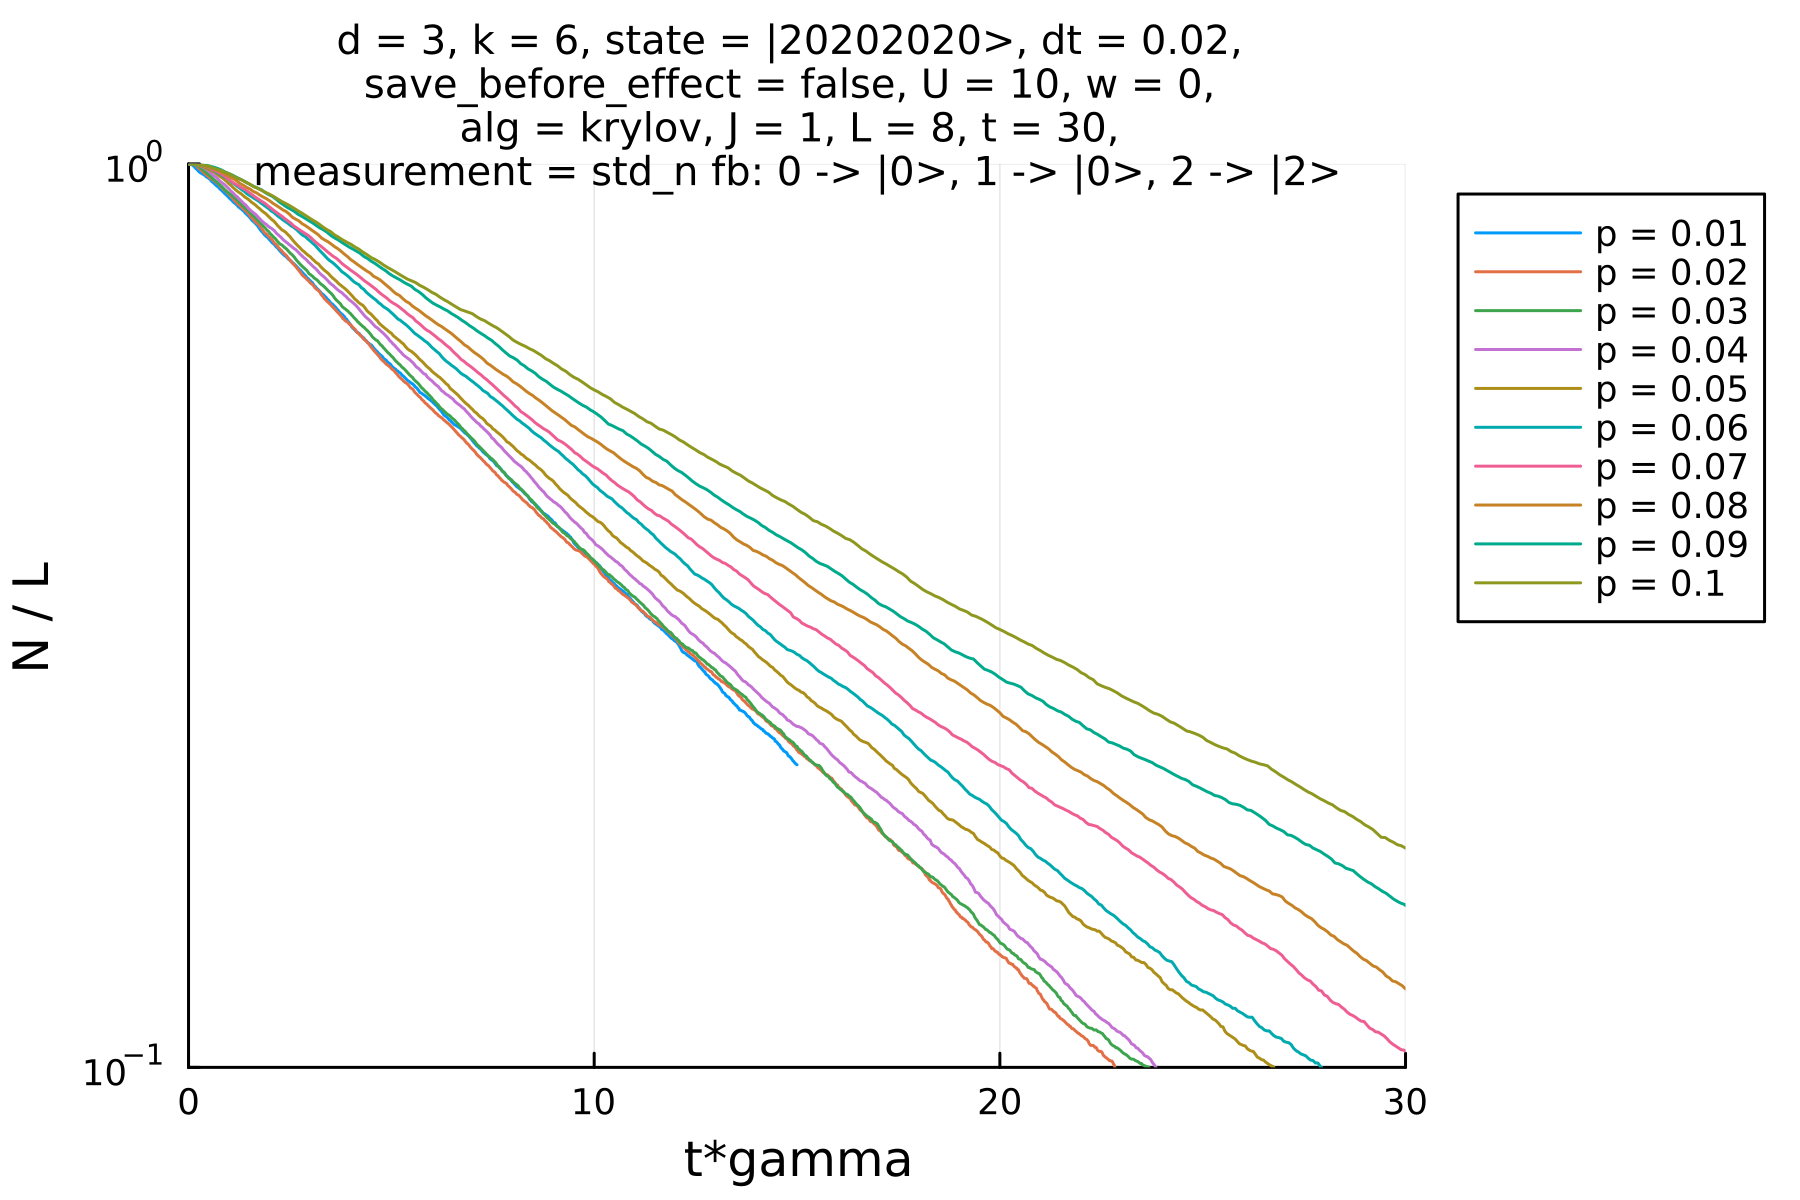 d = 3, k = 6, state = |20202020>, dt = 0.02,
save_before_effect = false, U = 10, w = 0,
alg = krylov, J = 1, L = 8, t = 30,
measurement = std_n fb: 0 -> |0>, 1 -> |0>, 2 -> |2>
10⁰
10⁻¹
N / L
0
10
20
30
t*gamma
p = 0.01
p = 0.02
p = 0.03
p = 0.04
p = 0.05
p = 0.06
p = 0.07
p = 0.08
p = 0.09
p = 0.1